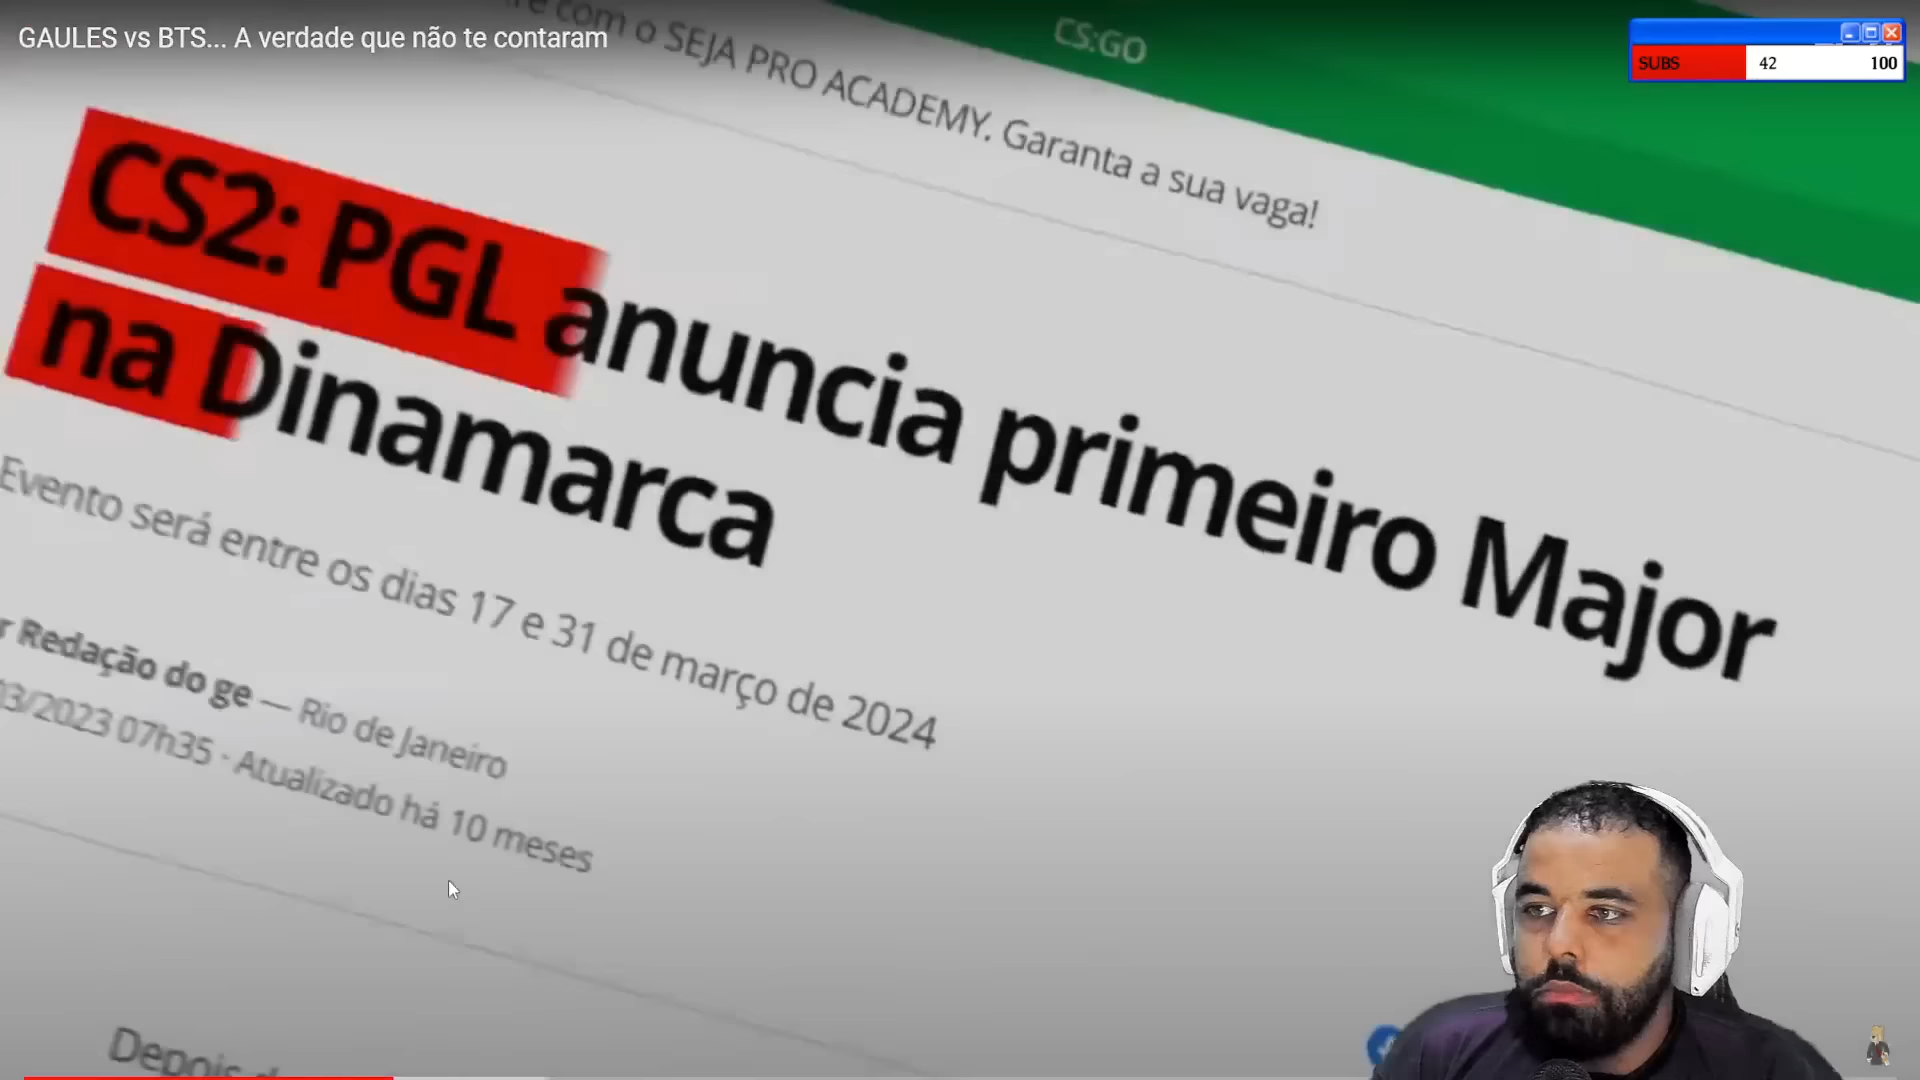 GAULES vs BTS... A verdade que não te contaram
SUBS 42 100
CS:GO
com o SEJA PRO ACADEMY. Garanta a sua vaga!
CS2: PGL anuncia primeiro Major
na Dinamarca
Evento será entre os dias 17 e 31 de março de 2024
Redação do ge — Rio de Janeiro
03/2023 07h35 · Atualizado há 10 meses
Depois